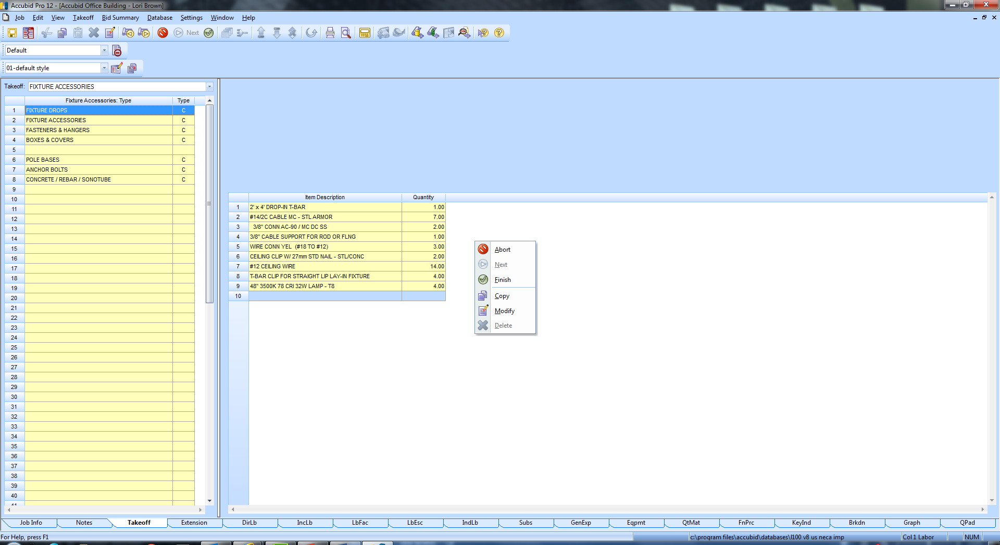 Accubid Pro 12 - [Accubid Office Building - Lori Brown]
Job Edit View Takeoff Bid Summary Database Settings Window Help
Next
Default
01-default style
Takeoff: FIXTURE ACCESSORIES
Fixture Accessories: Type Type
1 FIXTURE DROPS C
2 FIXTURE ACCESSORIES C
3 FASTENERS & HANGERS C
4 BOXES & COVERS C
5
6 POLE BASES C
7 ANCHOR BOLTS C
8 CONCRETE / REBAR / SONOTUBE C
9
10
11
12
13
14
15
16
17
18
19
20
21
22
23
24
25
26
27
28
29
30
31
32
33
34
35
36
37
38
39
40
41
Item Description Quantity
1 2' x 4' DROP-IN T-BAR 1.00
2 #14/2C CABLE MC - STL ARMOR 7.00
3 3/8" CONN AC-90 / MC DC SS 2.00
4 3/8" CABLE SUPPORT FOR ROD OR FLNG 1.00
5 WIRE CONN YEL (#18 TO #12) 3.00
6 CEILING CLIP W/ 27mm STD NAIL - STL/CONC 2.00
7 #12 CEILING WIRE 14.00
8 T-BAR CLIP FOR STRAIGHT LIP LAY-IN FIXTURE 4.00
9 48" 3500K 78 CRI 32W LAMP - T8 4.00
10
Abort
Next
Finish
Copy
Modify
Delete
Job Info Notes Takeoff Extension DirLb IncLb LbFac LbEsc IndLb Subs GenExp Eqpmt QtMat FnPrc KeyInd Brkdn Graph QPad
For Help, press F1 c:\program files\accubid\databases\l100 v8 us neca imp Col 1 Labor NUM